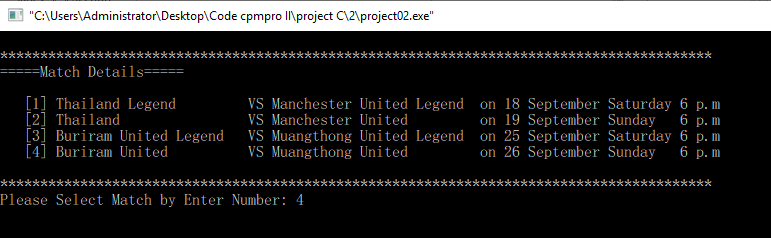 "C:\Users\Administrator\Desktop\Code cpmpro II\project C\2\project02.exe"
*****************************************************************************************
=====Match Details=====
[1] Thailand Legend VS Manchester United Legend on 18 September Saturday 6 p.m
[2] Thailand VS Manchester United on 19 September Sunday 6 p.m
[3] Buriram United Legend VS Muangthong United Legend on 25 September Saturday 6 p.m
[4] Buriram United VS Muangthong United on 26 September Sunday 6 p.m
*****************************************************************************************
Please Select Match by Enter Number: 4